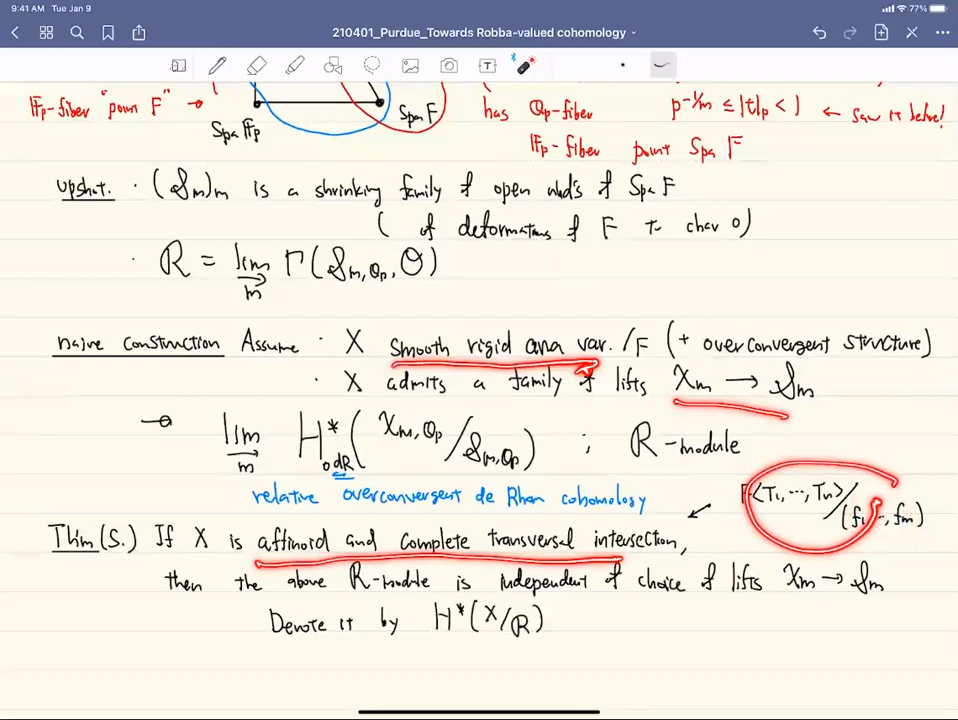 9:41 AM Tue Jan 9
77%
210401_Purdue_Towards Robba-valued cohomology
𝔽p-fiber "point F" →
Spa 𝔽p
Spa F
has ℚp-fiber p^{-1/m} ≤ |t|p < 1 ← Saw it before!
𝔽p-fiber point Spa F
upshot. · (𝒮m)m is a shrinking family of open nbd's of Spa F
( of deformations of F to char 0)
· R = lim→m Γ(𝒮m,ℚp, O)
naive construction Assume · X smooth rigid ana var. /F (+ overconvergent structure)
· X admits a family of lifts 𝒳m → 𝒮m
→ lim→m H*odR(𝒳m,ℚp / 𝒮m,ℚp) ; R-module
relative overconvergent de Rham cohomology
F<T1, ..., Tn>/(f1, .., fm)
Thm(S.) If X is affinoid and complete transversal intersection,
then the above R-module is independent of choice of lifts 𝒳m → 𝒮m
Denote it by H*(X/R)